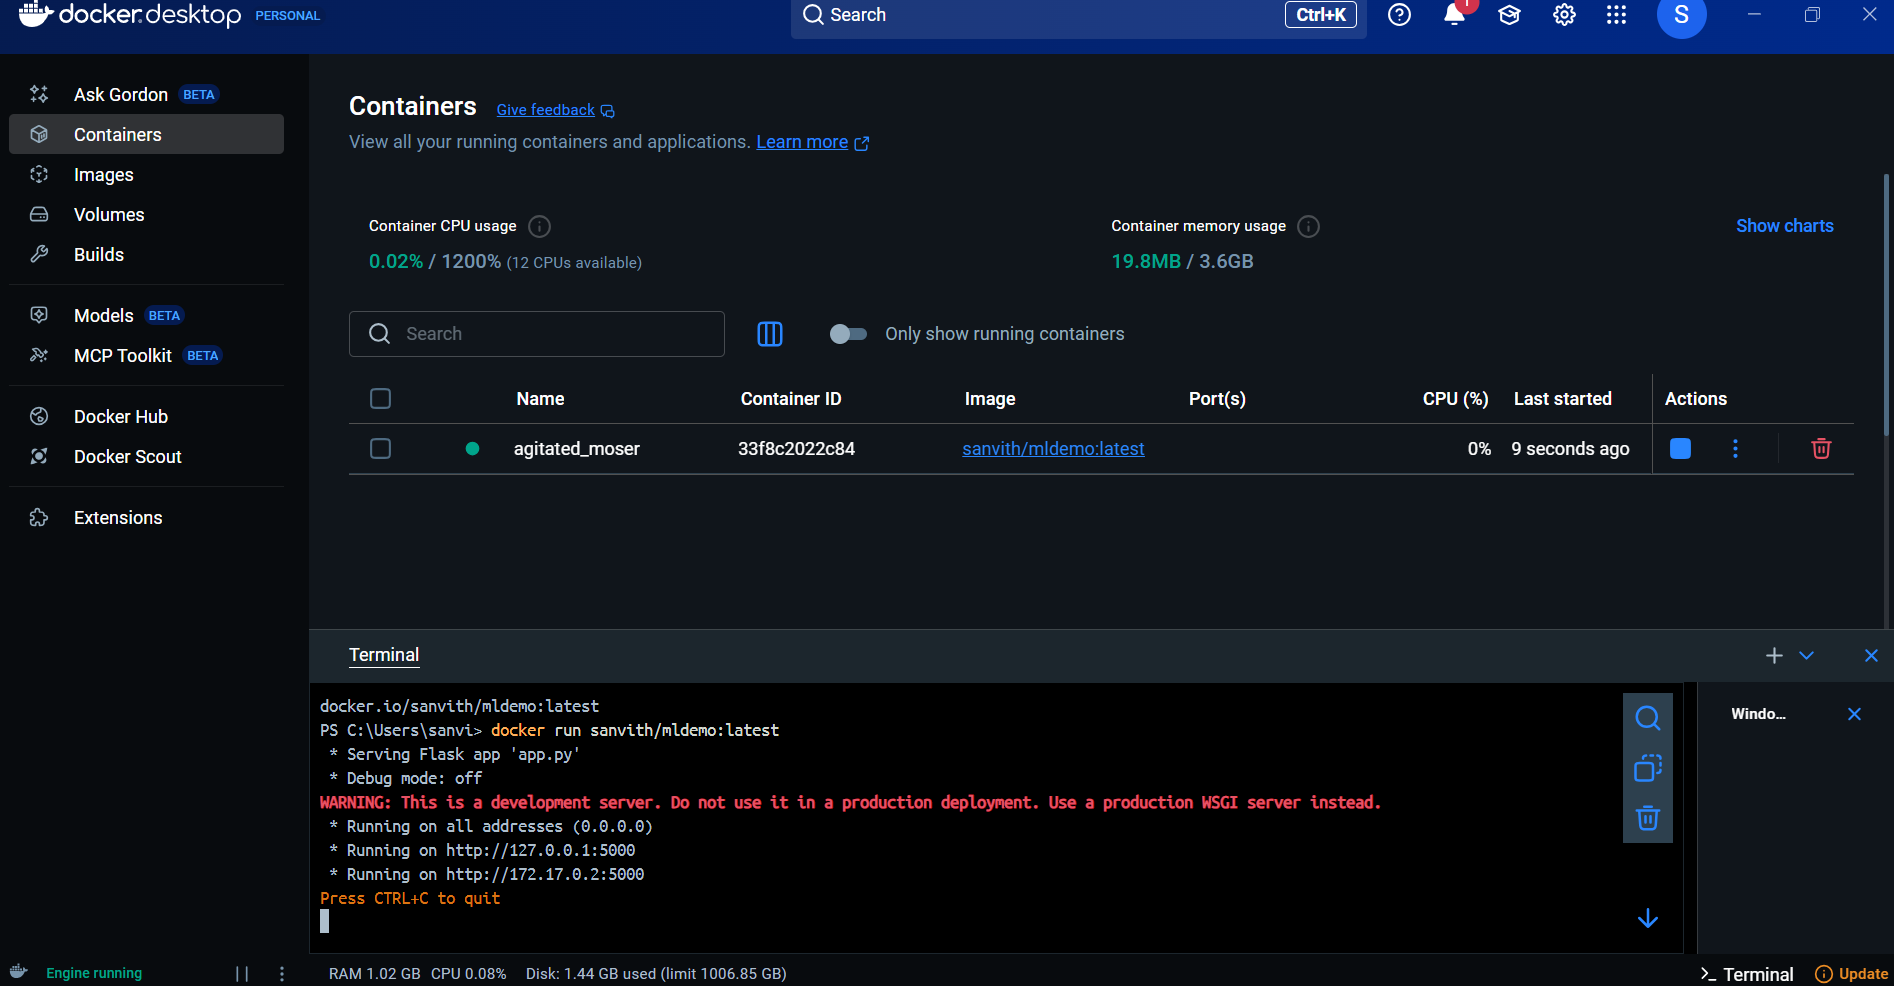 docker.desktop PERSONAL
Search Ctrl+K
1
S
Ask Gordon BETA
Containers
Images
Volumes
Builds
Models BETA
MCP Toolkit BETA
Docker Hub
Docker Scout
Extensions
Containers Give feedback
View all your running containers and applications. Learn more
Container CPU usage
0.02% / 1200% (12 CPUs available)
Container memory usage
19.8MB / 3.6GB
Show charts
Search
Only show running containers
Name Container ID Image Port(s) CPU (%) Last started Actions
agitated_moser 33f8c2022c84 sanvith/mldemo:latest 0% 9 seconds ago
Terminal
docker.io/sanvith/mldemo:latest
PS C:\Users\sanvi> docker run sanvith/mldemo:latest
* Serving Flask app 'app.py'
* Debug mode: off
WARNING: This is a development server. Do not use it in a production deployment. Use a production WSGI server instead.
* Running on all addresses (0.0.0.0)
* Running on http://127.0.0.1:5000
* Running on http://172.17.0.2:5000
Press CTRL+C to quit
Windo...
Engine running
RAM 1.02 GB CPU 0.08% Disk: 1.44 GB used (limit 1006.85 GB)
>_ Terminal
Update